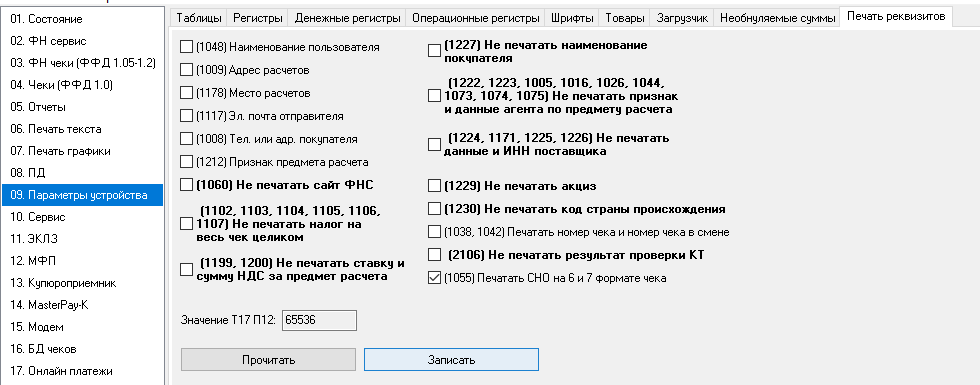 01. Состояние
02. ФН сервис
03. ФН чеки (ФФД 1.05-1.2)
04. Чеки (ФФД 1.0)
05. Отчеты
06. Печать текста
07. Печать графики
08. ПД
09. Параметры устройства
10. Сервис
11. ЭКЛЗ
12. МФП
13. Купюроприемник
14. MasterPay-K
15. Модем
16. БД чеков
17. Онлайн платежи
Таблицы Регистры Денежные регистры Операционные регистры Шрифты Товары Загрузчик Необнуляемые суммы Печать реквизитов
(1048) Наименование пользователя
(1009) Адрес расчетов
(1178) Место расчетов
(1117) Эл. почта отправителя
(1008) Тел. или адр. покупателя
(1212) Признак предмета расчета
(1060) Не печатать сайт ФНС
(1102, 1103, 1104, 1105, 1106,
1107) Не печатать налог на
весь чек целиком
(1199, 1200) Не печатать ставку и
сумму НДС за предмет расчета
(1227) Не печатать наименование
покупателя
(1222, 1223, 1005, 1016, 1026, 1044,
1073, 1074, 1075) Не печатать признак
и данные агента по предмету расчета
(1224, 1171, 1225, 1226) Не печатать
данные и ИНН поставщика
(1229) Не печатать акциз
(1230) Не печатать код страны происхождения
(1038, 1042) Печатать номер чека и номер чека в смене
(2106) Не печатать результат проверки КТ
(1055) Печатать СНО на 6 и 7 формате чека
Значение Т17 П12: 65536
Прочитать Записать